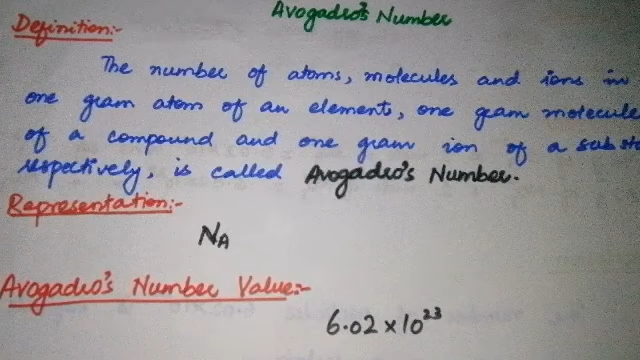 Avogadro's Number
Definition:-
The number of atoms, molecules and ions in
one gram atom of an element, one gram molecule
of a compound and one gram ion of a
respectively, is called Avogadro's Number.
Representation:-
NA
Avogadro's Number Value:-
6.02 x 10²³